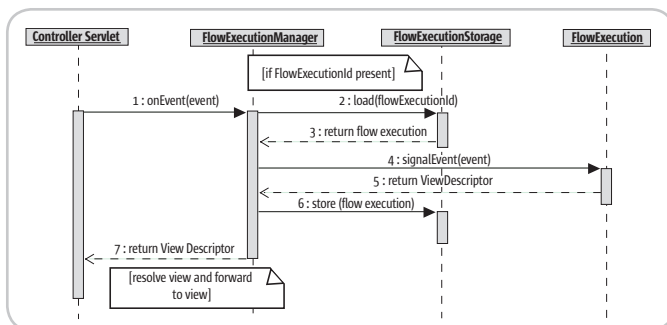 Controller Servlet
FlowExectionManager
FlowExecutionStorage
FlowExecution
[if FlowExecutionId present]
1 : onEvent(event)
2 : load(flowExecutionId)
3 : return flow execution
4 : signalEvent(event)
5 : return ViewDescriptor
6 : store (flow execution)
7 : return View Descriptor
[resolve view and forward
to view]